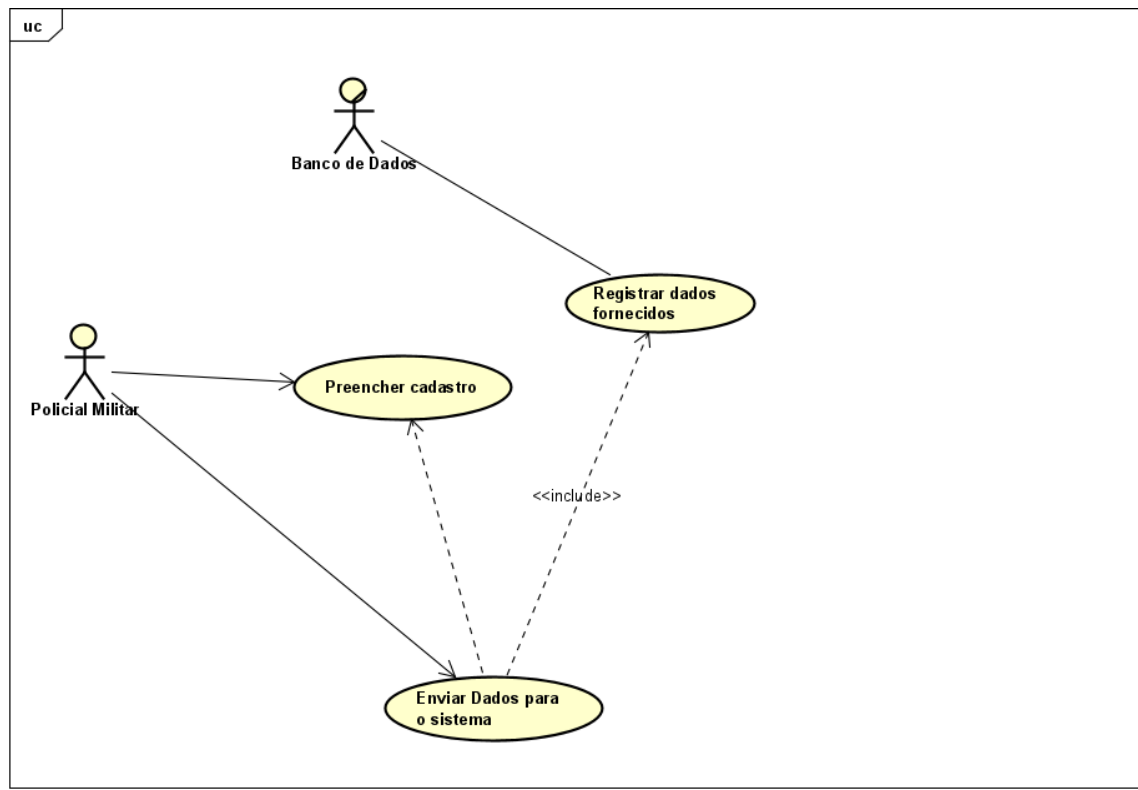 uc
Banco de Dados
Registrar dados
fornecidos
Preencher cadastro
Policial Militar
<<include>>
Enviar Dados para
o sistema